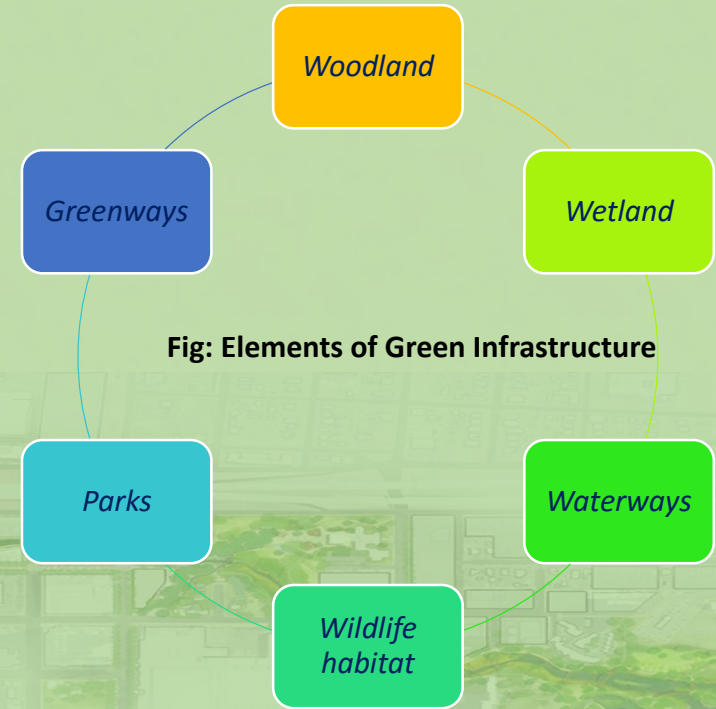 Woodland
Greenways
Wetland
Fig: Elements of Green Infrastructure
Parks
Waterways
Wildlife
habitat